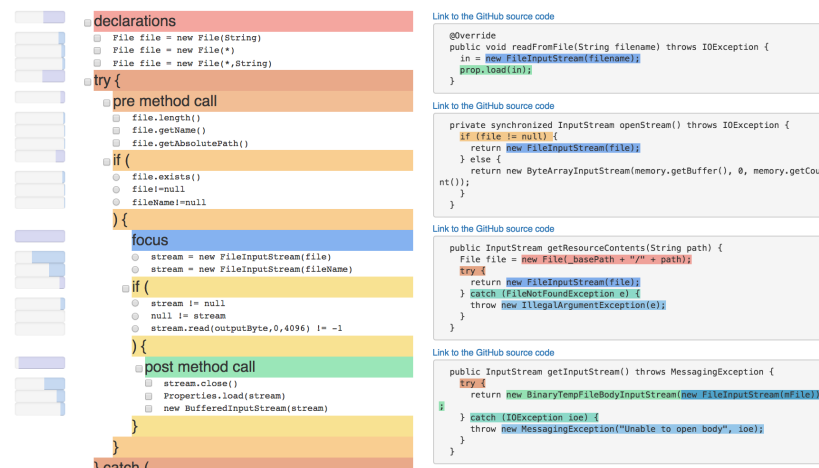 declarations
File file = new File(String)
File file = new File(*)
File file = new File(*,String)
try {
pre method call
file.length()
file.getName()
file.getAbsolutePath()
if (
file.exists()
file!=null
fileName!=null
) {
focus
stream = new FileInputStream(file)
stream = new FileInputStream(fileName)
if (
stream != null
null != stream
stream.read(outputByte,0,4096) != -1
) {
post method call
stream.close()
Properties.load(stream)
new BufferedInputStream(stream)
}
}
} catch (
Link to the GitHub source code
@Override
public void readFromFile(String filename) throws IOException {
in = new FileInputStream(filename);
prop.load(in);
}
Link to the GitHub source code
private synchronized InputStream openStream() throws IOException {
if (file != null) {
return new FileInputStream(file);
} else {
return new ByteArrayInputStream(memory.getBuffer(), 0, memory.getCou
nt());
}
}
Link to the GitHub source code
public InputStream getResourceContents(String path) {
File file = new File(_basePath + "/" + path);
try {
return new FileInputStream(file);
} catch (FileNotFoundException e) {
throw new IllegalArgumentException(e);
}
}
Link to the GitHub source code
public InputStream getInputStream() throws MessagingException {
try {
return new BinaryTempFileBodyInputStream(new FileInputStream(mFile))
;
} catch (IOException ioe) {
throw new MessagingException("Unable to open body", ioe);
}
}